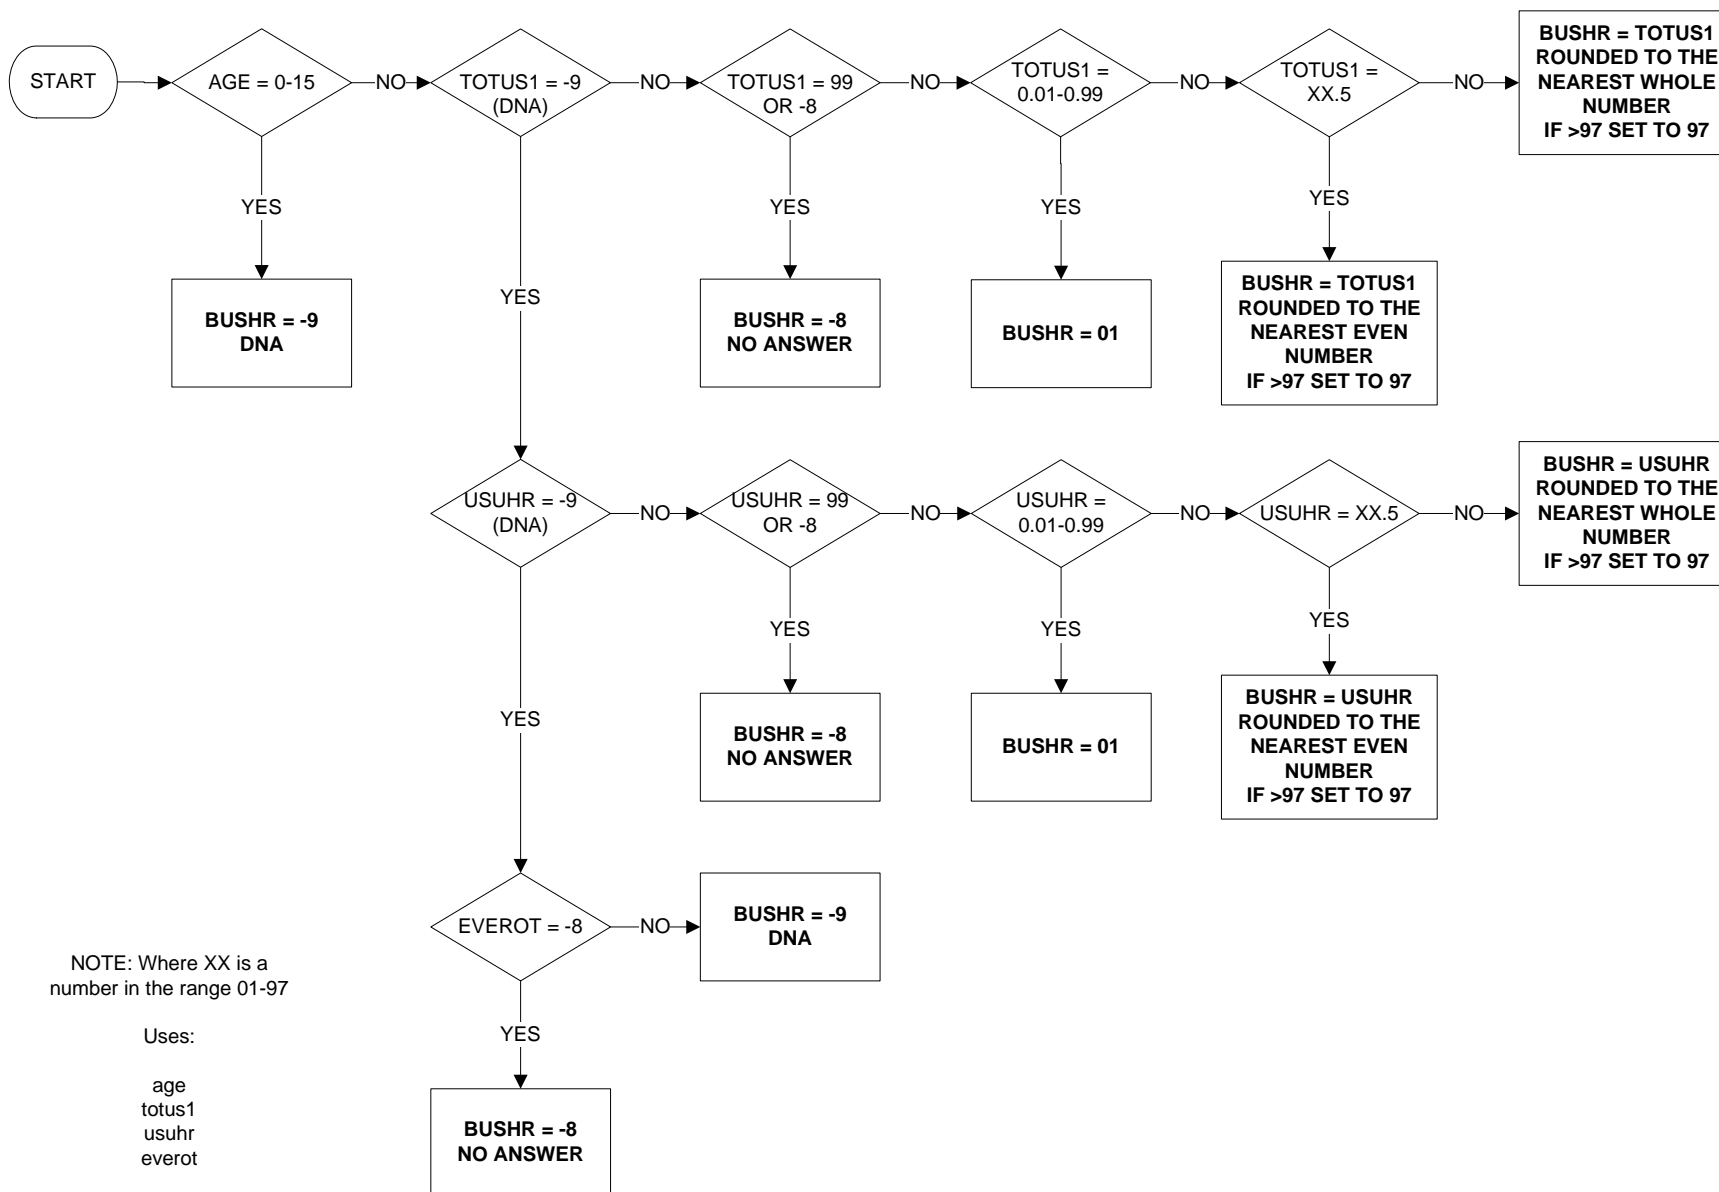 START
AGE = 0-15
NO
TOTUS1 = -9
(DNA)
NO
TOTUS1 = 99
OR -8
NO
TOTUS1 =
0.01-0.99
NO
TOTUS1 =
XX.5
NO
BUSHR = TOTUS1
ROUNDED TO THE
NEAREST WHOLE
NUMBER
IF >97 SET TO 97
YES
YES
YES
YES
YES
BUSHR = -9
DNA
BUSHR = -8
NO ANSWER
BUSHR = 01
BUSHR = TOTUS1
ROUNDED TO THE
NEAREST EVEN
NUMBER
IF >97 SET TO 97
USUHR = -9
(DNA)
NO
USUHR = 99
OR -8
NO
USUHR =
0.01-0.99
NO
USUHR = XX.5
NO
BUSHR = USUHR
ROUNDED TO THE
NEAREST WHOLE
NUMBER
IF >97 SET TO 97
YES
YES
YES
YES
BUSHR = -8
NO ANSWER
BUSHR = 01
BUSHR = USUHR
ROUNDED TO THE
NEAREST EVEN
NUMBER
IF >97 SET TO 97
EVEROT = -8
NO
BUSHR = -9
DNA
YES
BUSHR = -8
NO ANSWER
NOTE: Where XX is a
number in the range 01-97
Uses:
age
totus1
usuhr
everot